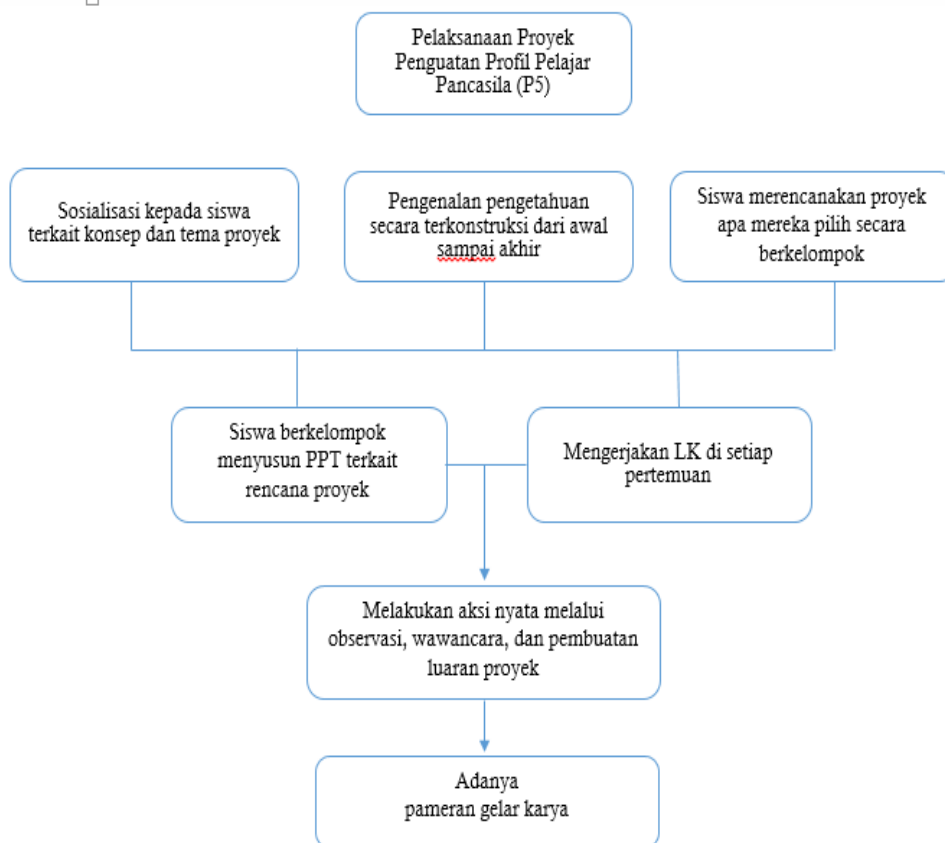 Pelaksanaan Proyek
Penguatan Profil Pelajar
Pancasila (P5)
Sosialisasi kepada siswa
terkait konsep dan tema proyek
Pengenalan pengetahuan
secara terkonstruksi dari awal
sampai akhir
Siswa merencanakan proyek
apa mereka pilih secara
berkelompok
Siswa berkelompok
menyusun PPT terkait
rencana proyek
Mengerjakan LK di setiap
pertemuan
Melakukan aksi nyata melalui
observasi, wawancara, dan pembuatan
luaran proyek
Adanya
pameran gelar karya